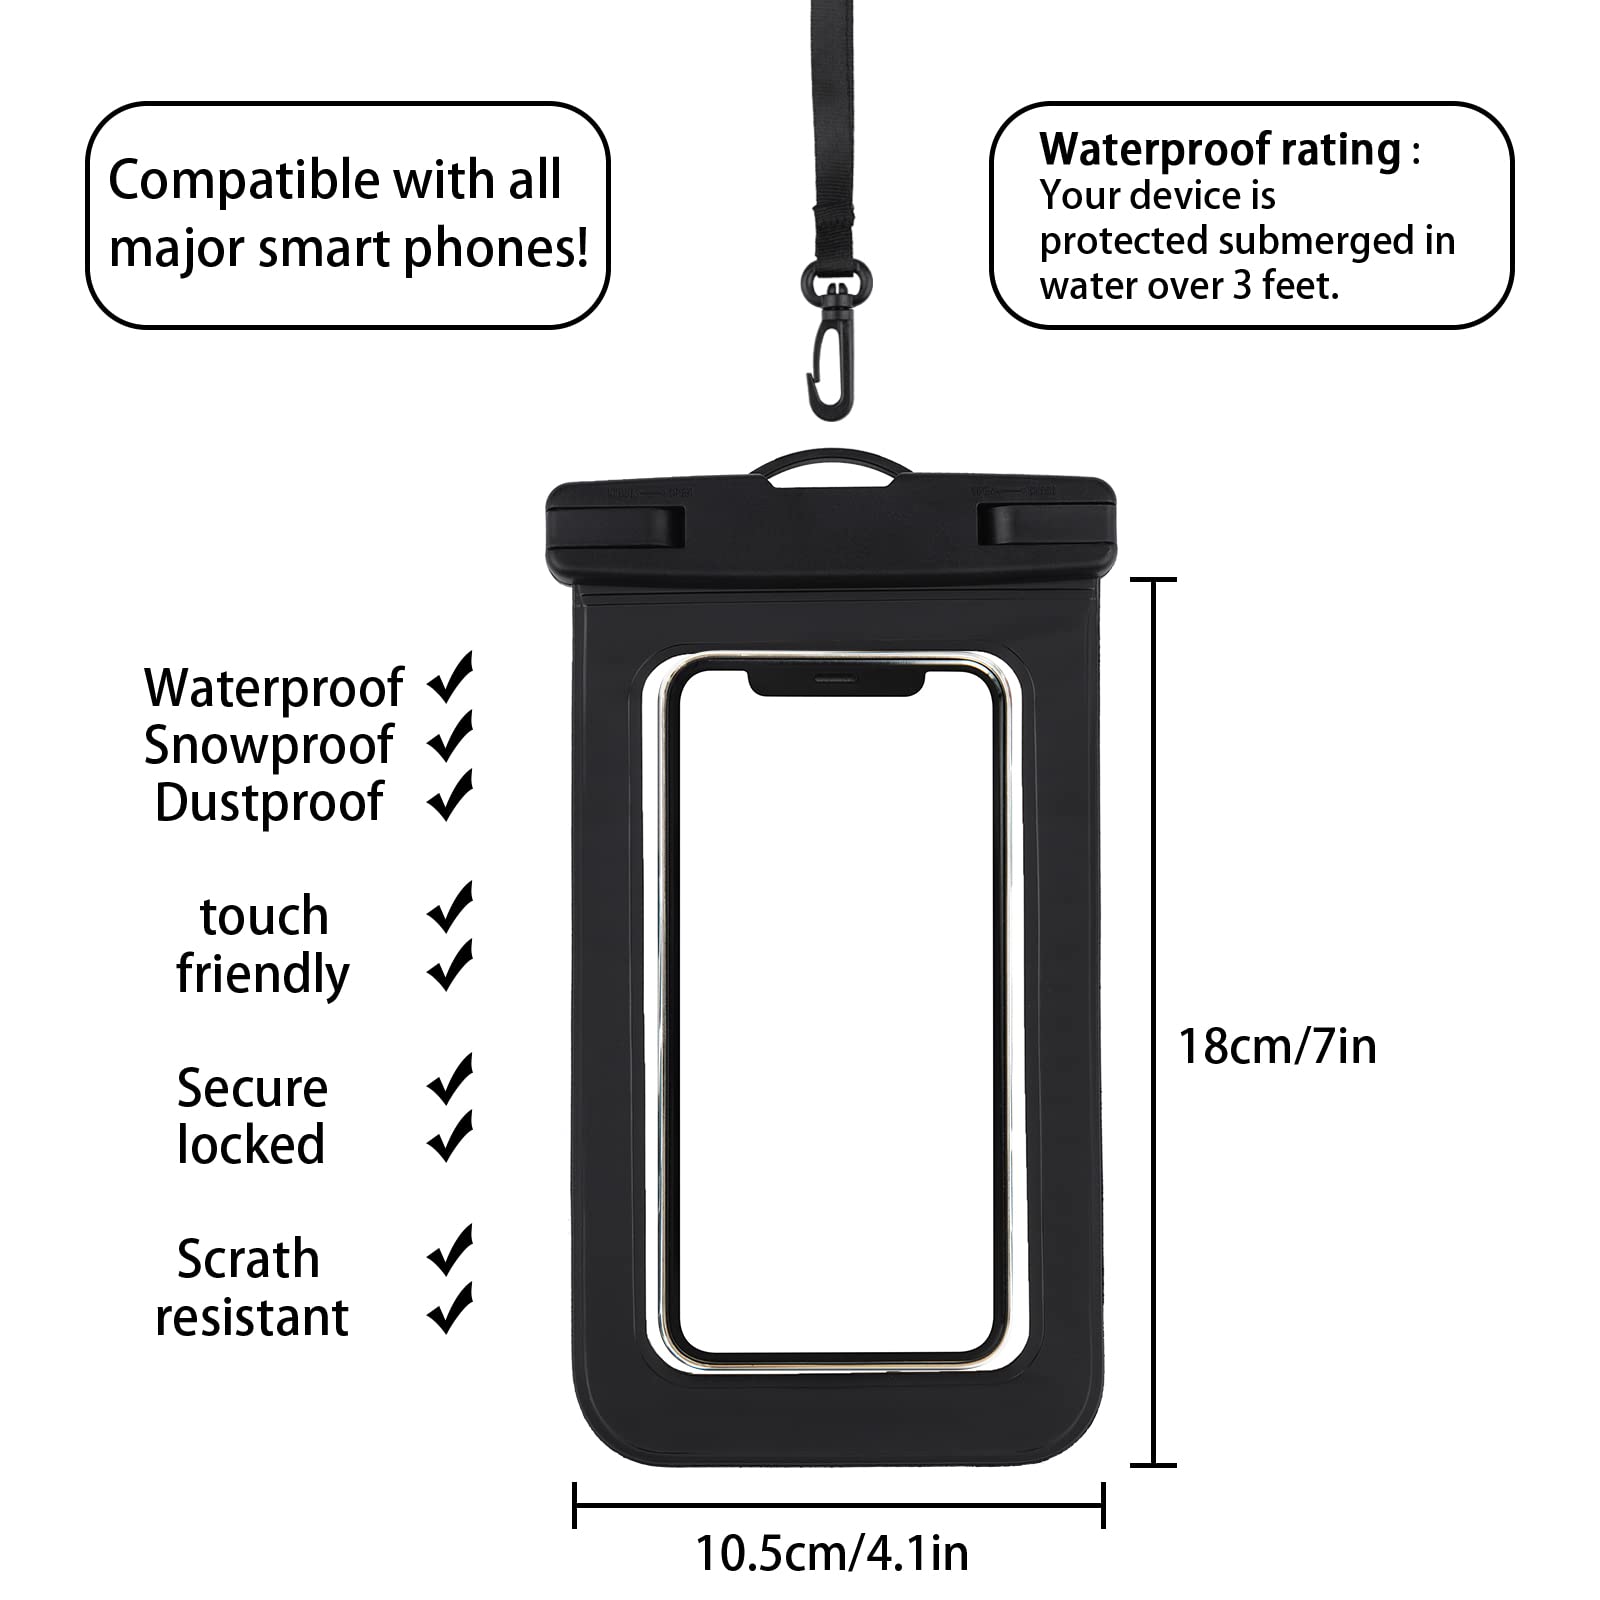 Compatible with all
major smart phones!
Waterproof rating :
Your device is
protected submerged in
water over 3 feet.
Waterproof
Snowproof
Dustproof
touch
friendly
Secure
locked
Scrath
resistant
18cm/7in
10.5cm/4.1in